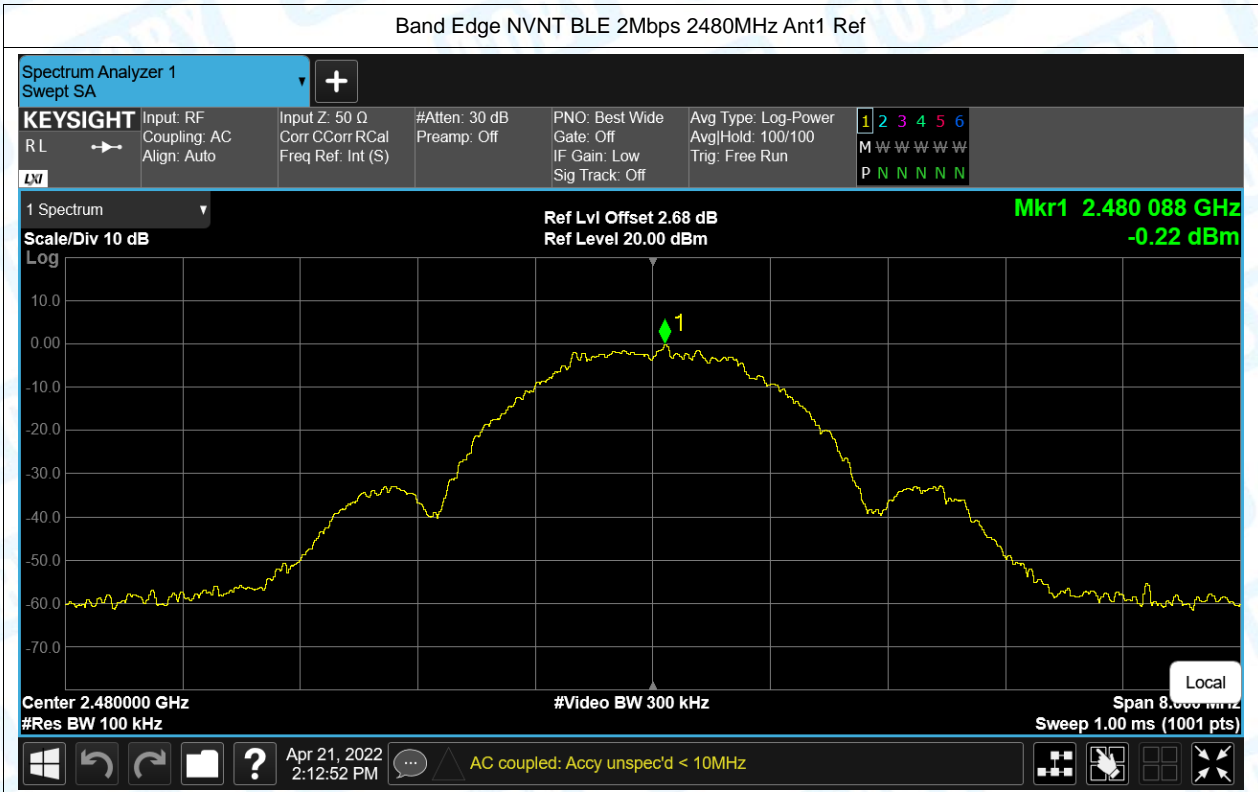 Band Edge NVNT BLE 2Mbps 2480MHz Ant1 Ref
Spectrum Analyzer 1
Swept SA
KEYSIGHT
R L
LXI
Input: RF
Coupling: AC
Align: Auto
Input Z: 50 Ω
Corr CCorr RCal
Freq Ref: Int (S)
#Atten: 30 dB
Preamp: Off
PNO: Best Wide
Gate: Off
IF Gain: Low
Sig Track: Off
Avg Type: Log-Power
Avg|Hold: 100/100
Trig: Free Run
1 2 3 4 5 6
M W W W W W
P N N N N N
1 Spectrum
Scale/Div 10 dB
Ref Lvl Offset 2.68 dB
Ref Level 20.00 dBm
Mkr1 2.480 088 GHz
-0.22 dBm
Log
10.0
0.00
-10.0
-20.0
-30.0
-40.0
-50.0
-60.0
-70.0
1
Center 2.480000 GHz
#Res BW 100 kHz
#Video BW 300 kHz
Local
Span 8.000 MHz
Sweep 1.00 ms (1001 pts)
?
Apr 21, 2022
2:12:52 PM
AC coupled: Accy unspec'd < 10MHz